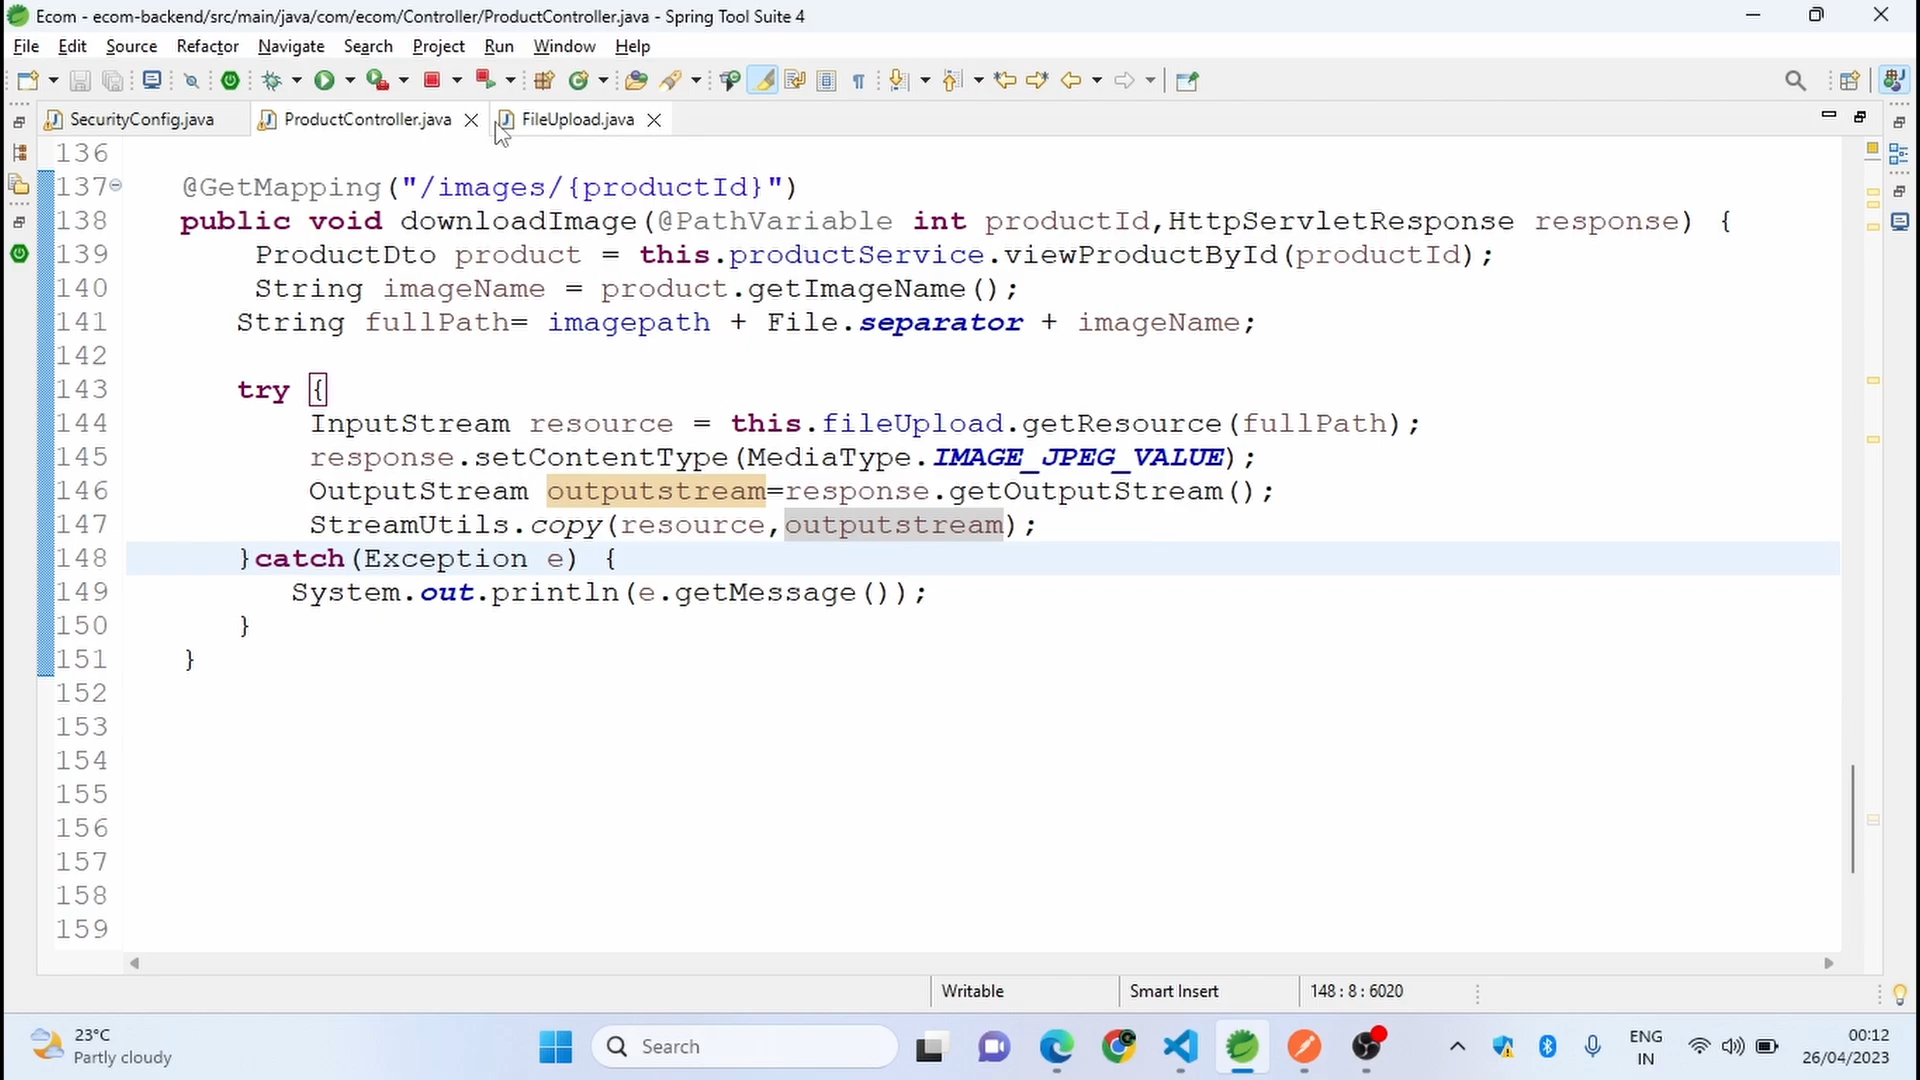 Ecom - ecom-backend/src/main/java/com/ecom/Controller/ProductController.java - Spring Tool Suite 4
File Edit Source Refactor Navigate Search Project Run Window Help
SecurityConfig.java ProductController.java FileUpload.java
136
137 @GetMapping("/images/{productId}")
138 public void downloadImage(@PathVariable int productId,HttpServletResponse response) {
139 ProductDto product = this.productService.viewProductById(productId);
140 String imageName = product.getImageName();
141 String fullPath= imagepath + File.separator + imageName;
142
143 try {
144 InputStream resource = this.fileUpload.getResource(fullPath);
145 response.setContentType(MediaType.IMAGE_JPEG_VALUE);
146 OutputStream outputstream=response.getOutputStream();
147 StreamUtils.copy(resource,outputstream);
148 }catch(Exception e) {
149 System.out.println(e.getMessage());
150 }
151 }
152
153
154
155
156
157
158
159
Writable Smart Insert 148 : 8 : 6020
23°C
Partly cloudy
Search
ENG
IN
00:12
26/04/2023